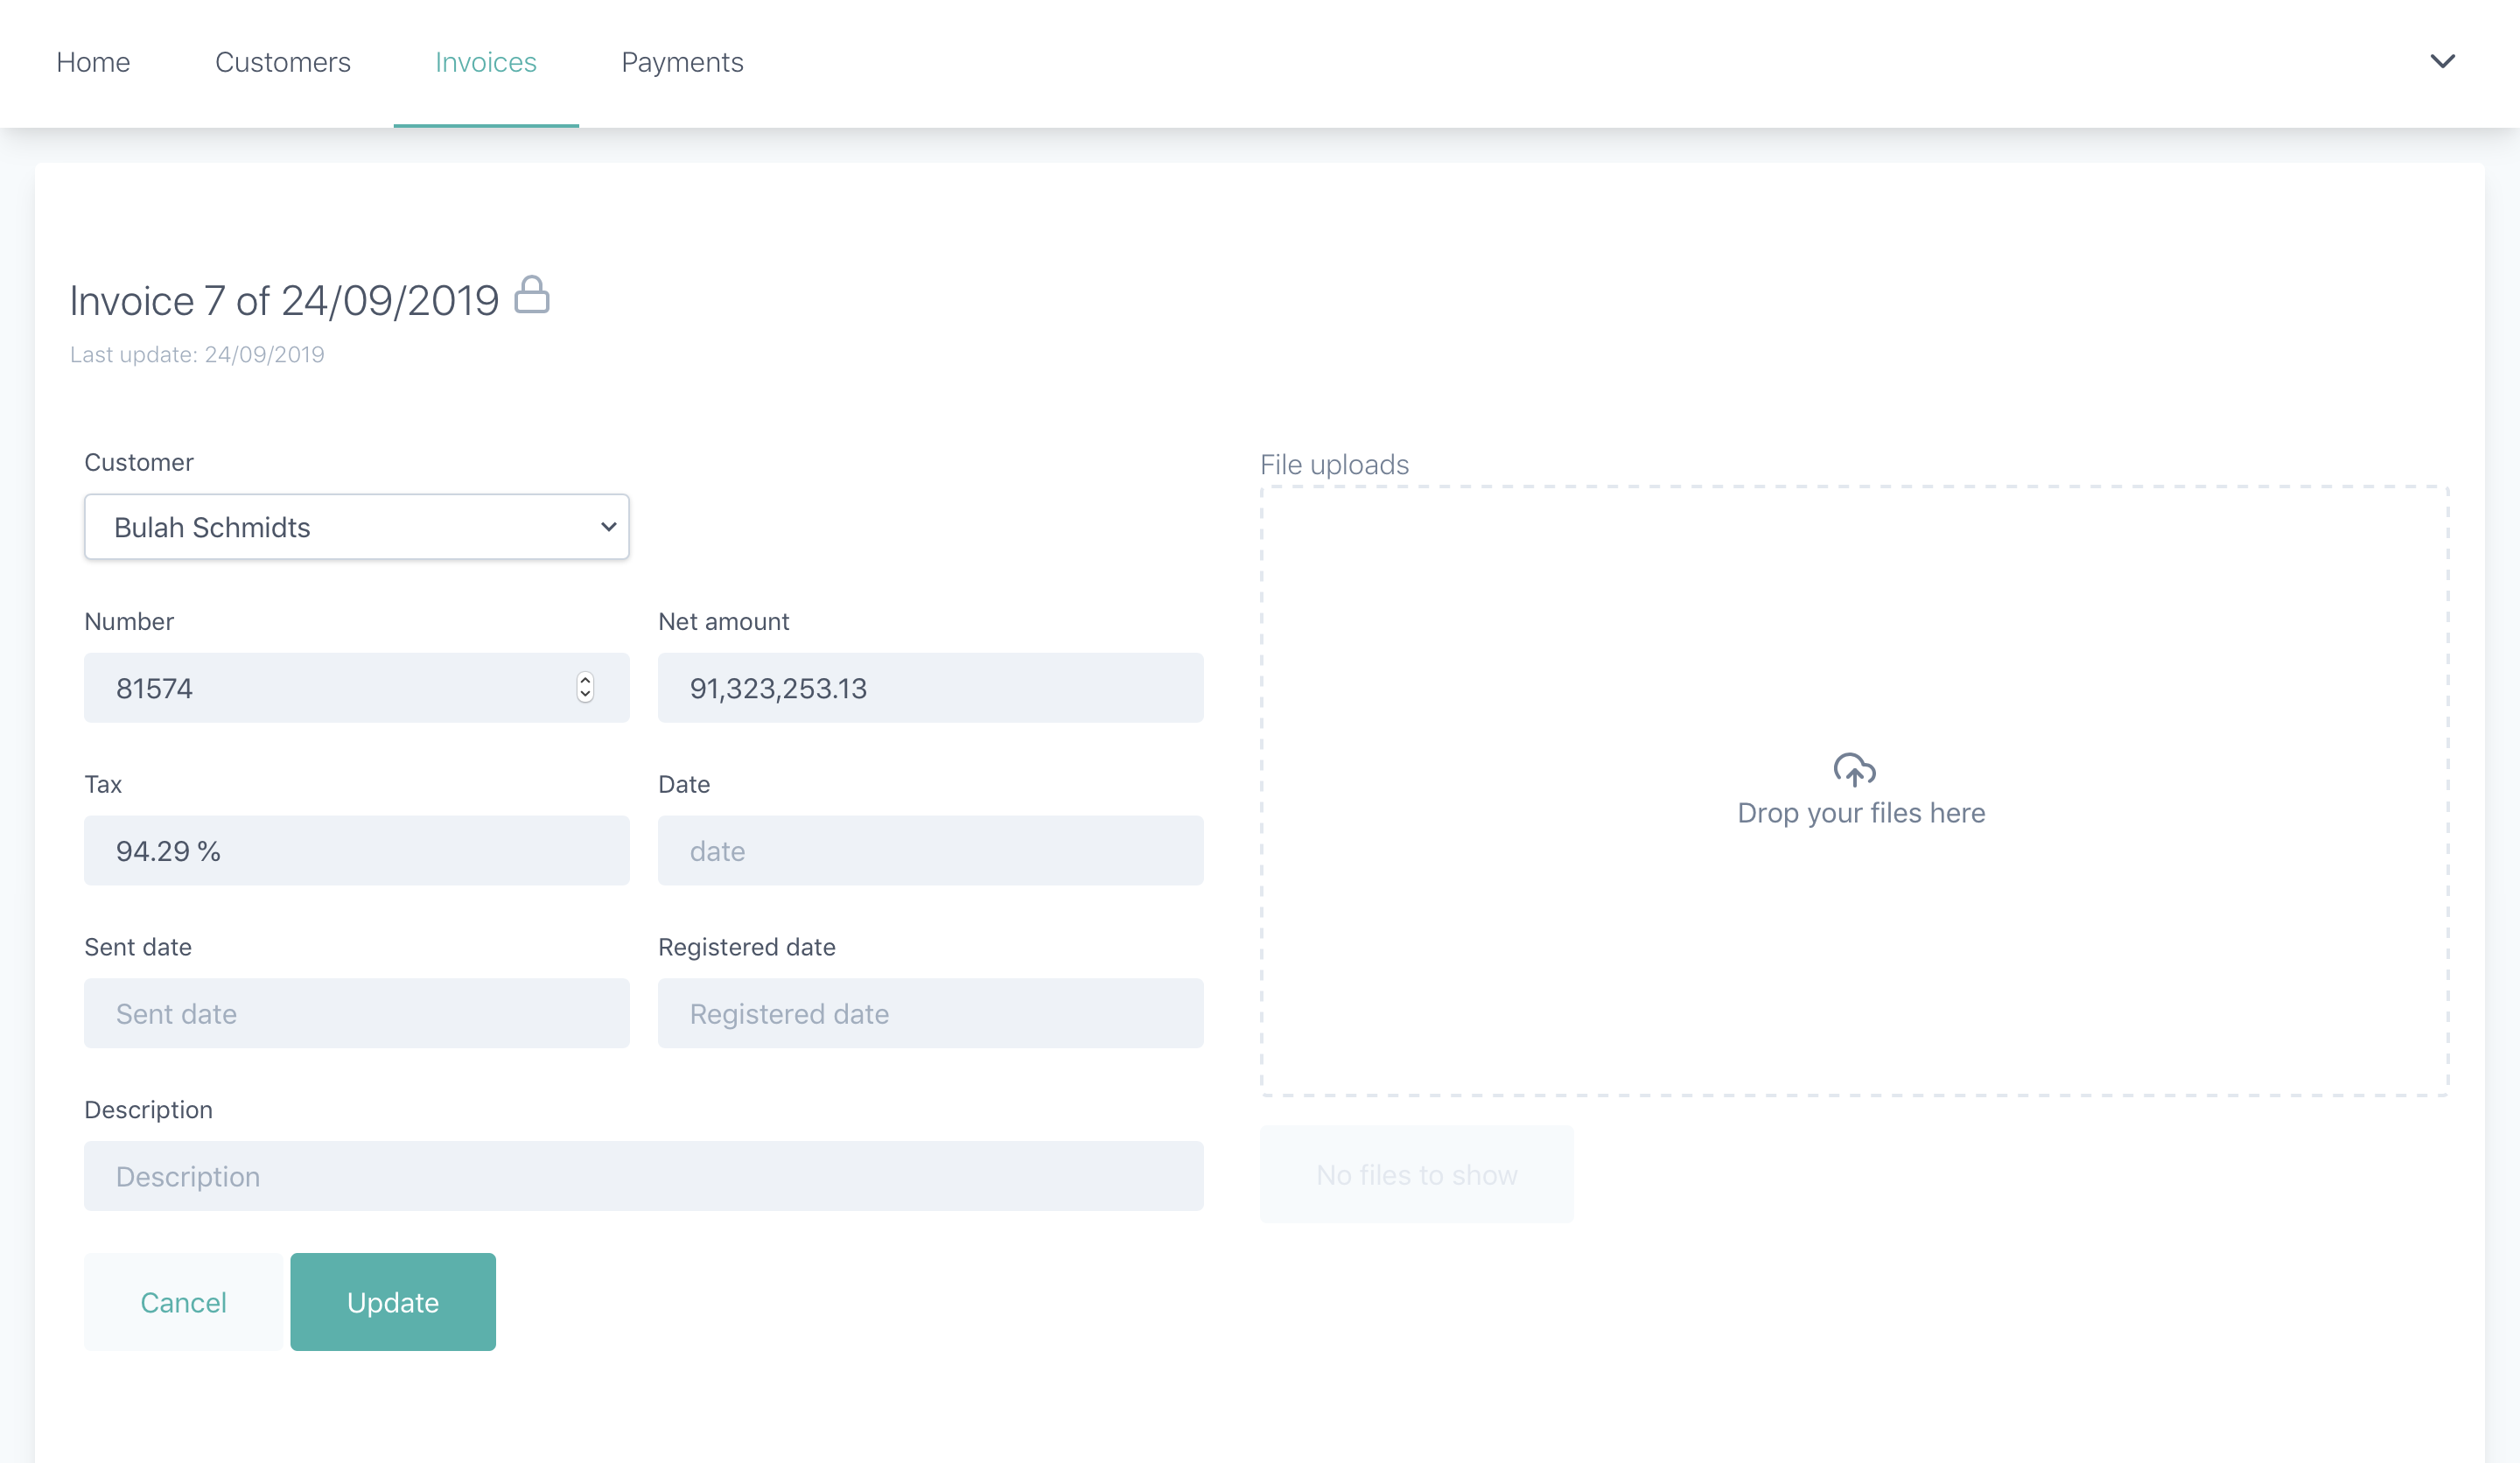 Home Customers Invoices Payments
Invoice 7 of 24/09/2019
Last update: 24/09/2019
Customer
Bulah Schmidts
Number Net amount
81574 91,323,253.13
Tax Date
94.29 % date
Sent date Registered date
Sent date Registered date
Description
Description
Cancel Update
File uploads
Drop your files here
No files to show